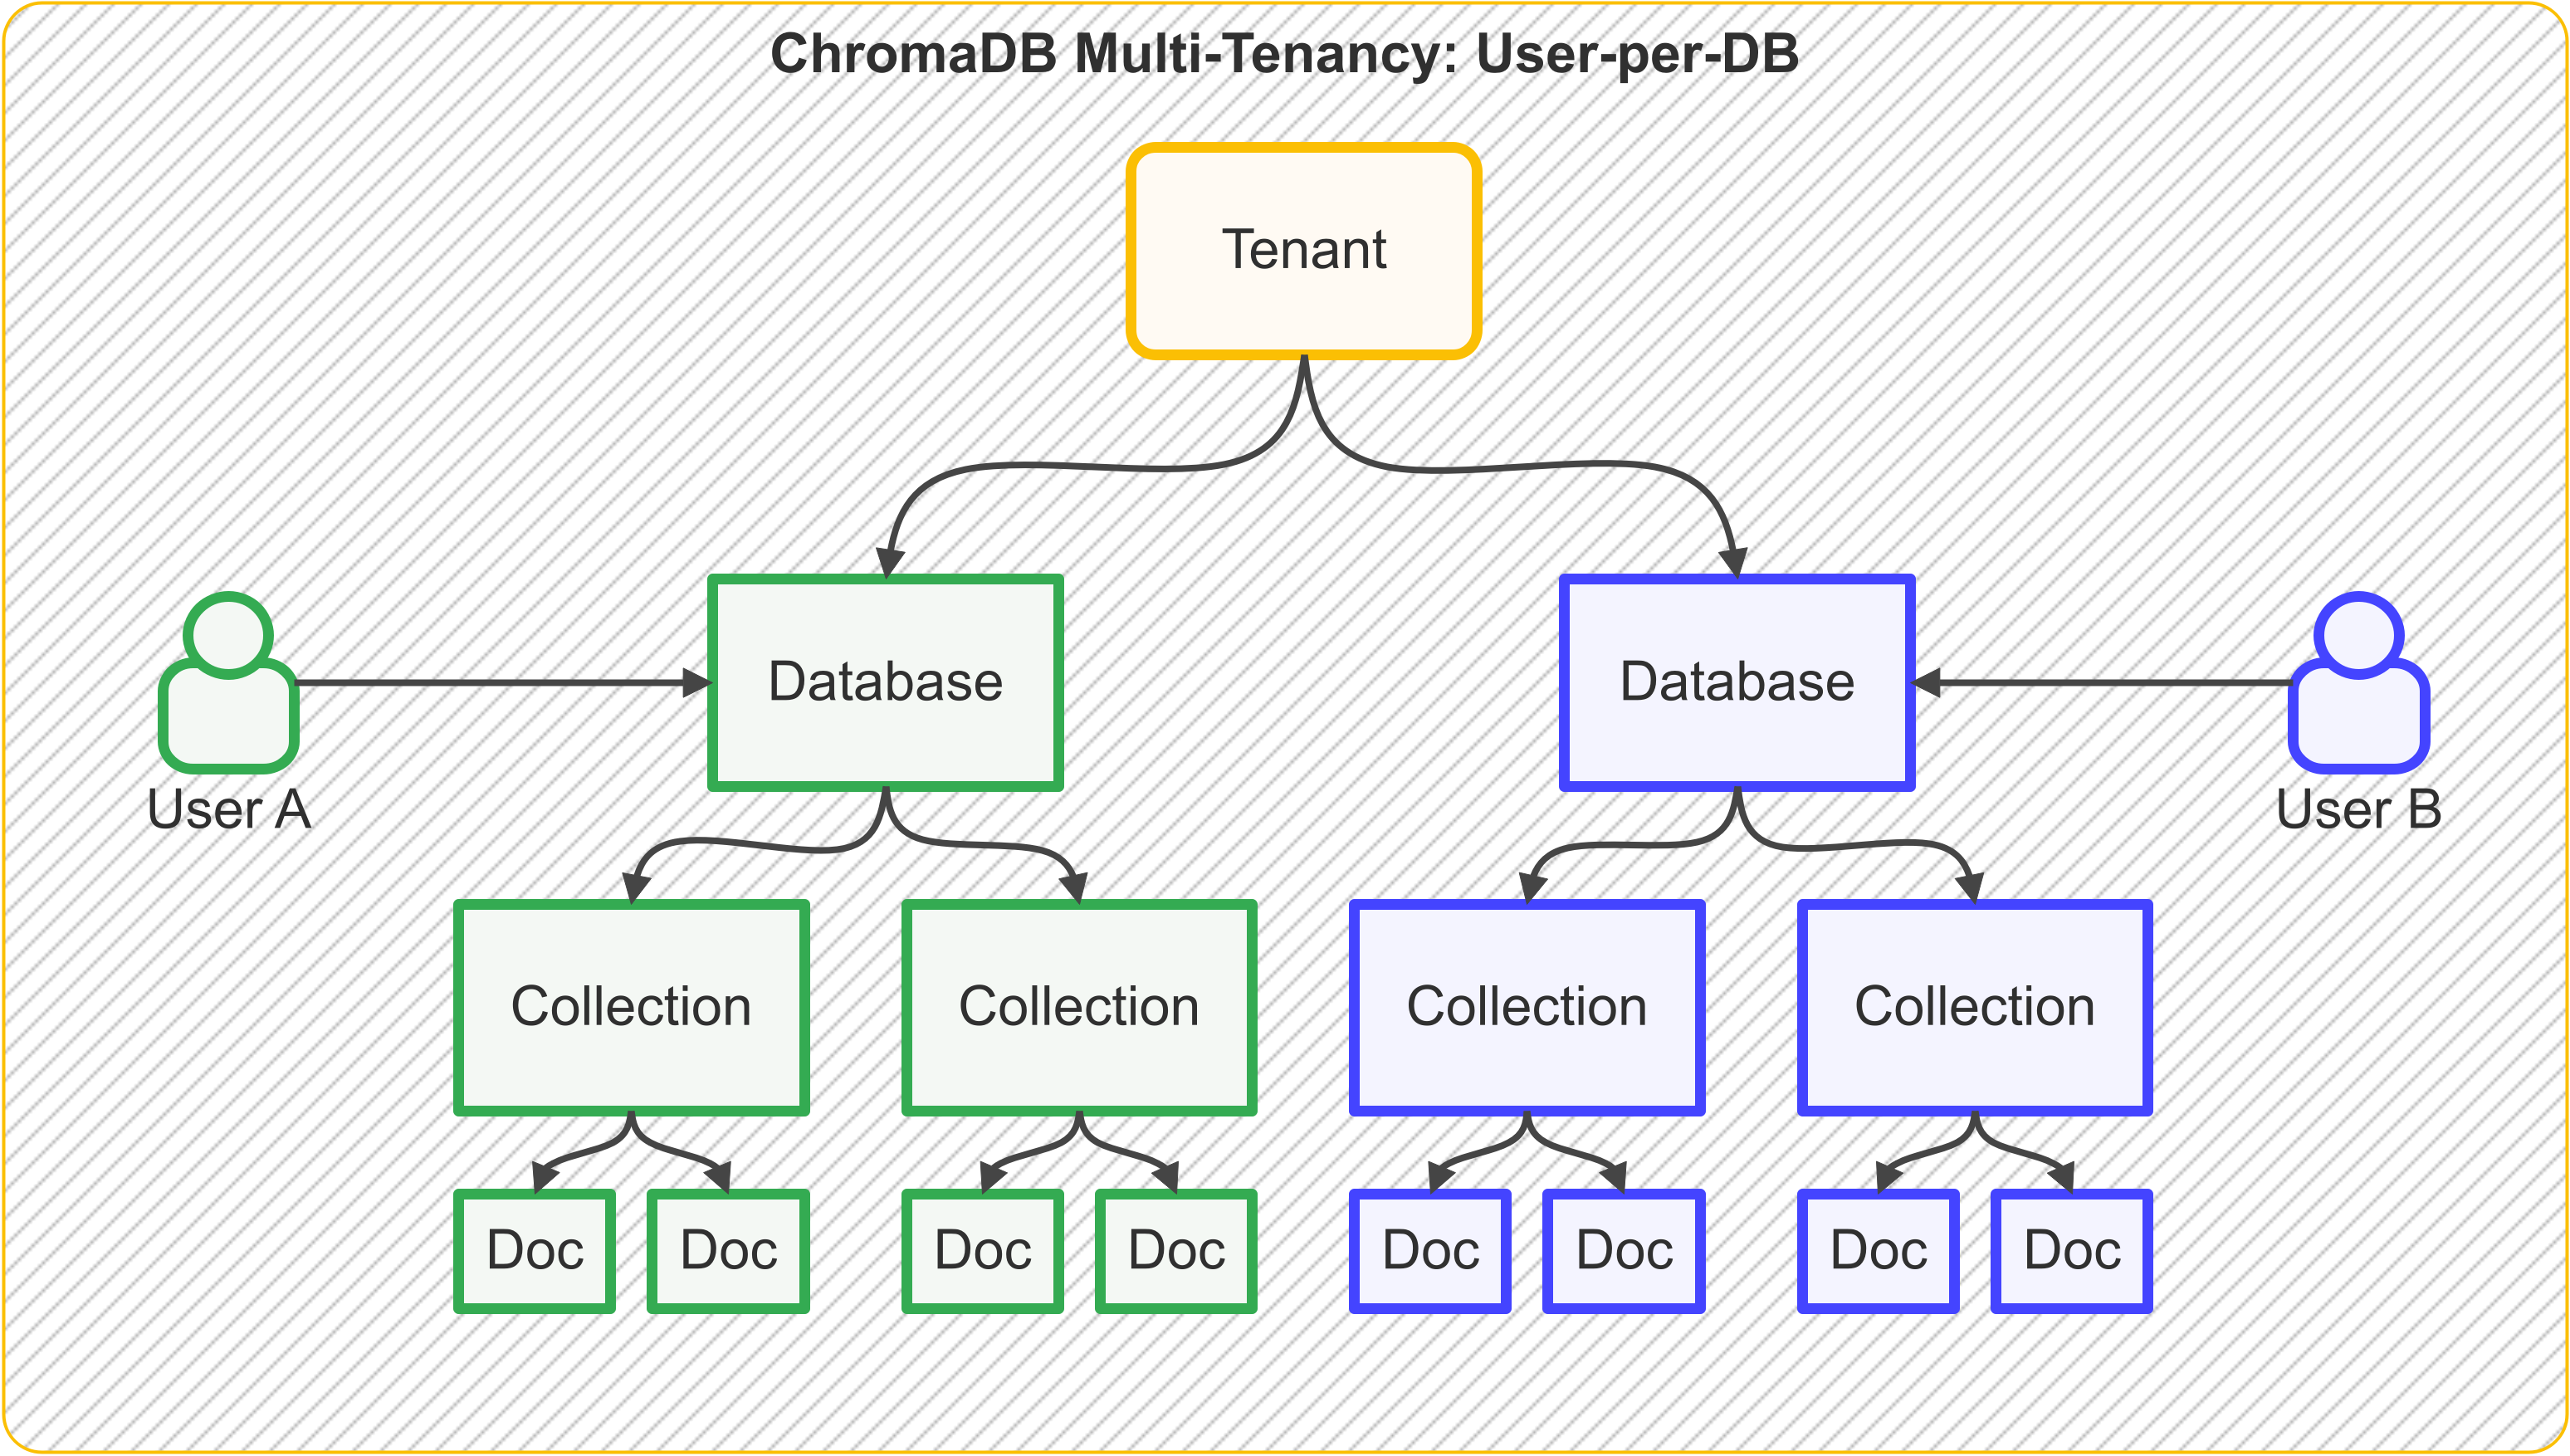 ChromaDB Multi-Tenancy: User-per-DB
Tenant
Database
Database
User A
User B
Collection
Collection
Collection
Collection
Doc
Doc
Doc
Doc
Doc
Doc
Doc
Doc